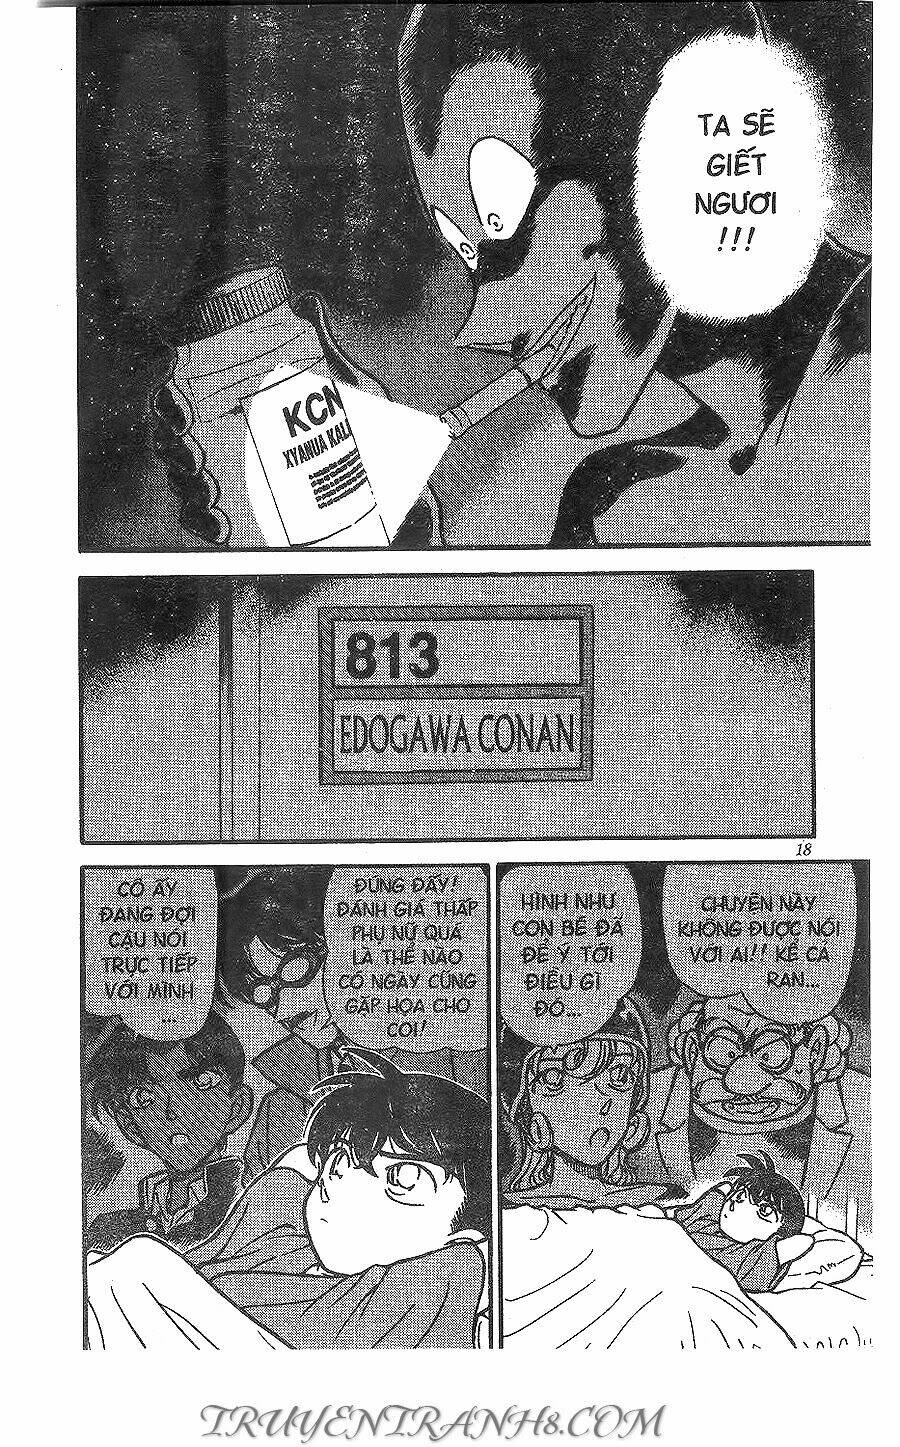 TA SẼ
GIẾT
NGƯƠI
!!!
KCN
XYANUA KALI
813
EDOGAWA CONAN
18
CHUYỆN NÀY
KHÔNG ĐƯỢC NÓI
VỚI AI!! KỂ CẢ
RAN...
HÌNH NHƯ
CON BÉ ĐÃ
ĐỂ Ý TỚI
ĐIỀU GÌ
ĐÓ...
ĐÚNG ĐẤY!
ĐÁNH GIÁ THẤP
PHỤ NỮ QUÁ
LÀ THẾ NÀO
CÓ NGÀY CŨNG
GẶP HỌA CHO
COI!
CÔ ẤY
ĐANG ĐỢI
CẬU NÓI
TRỰC TIẾP
VỚI MÌNH
...
TRUYENTRANH8.COM